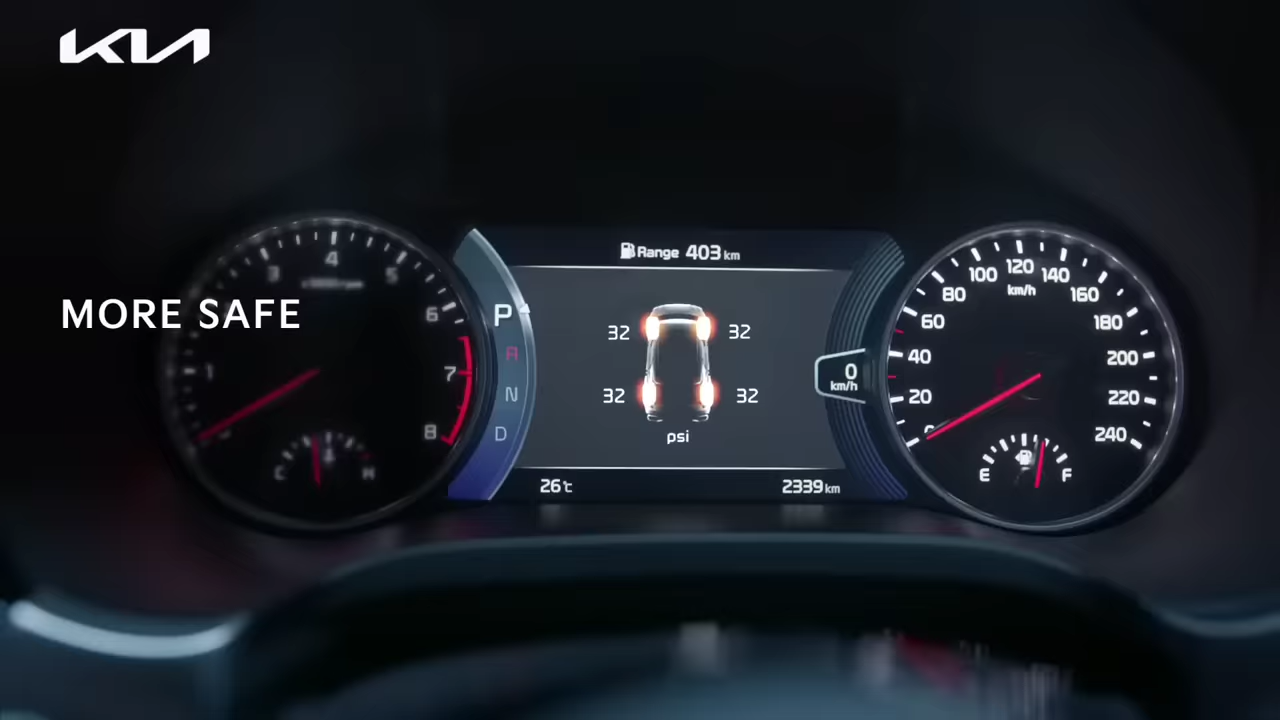 KIA
MORE SAFE
Range 403 km
32 32
32 32
psi
26℃
2339 km
P
R
N
D
0
km/h
1
3
4
5
6
7
8
C H
0
20
40
60
80
100
120
140
160
180
200
220
240
km/h
E F